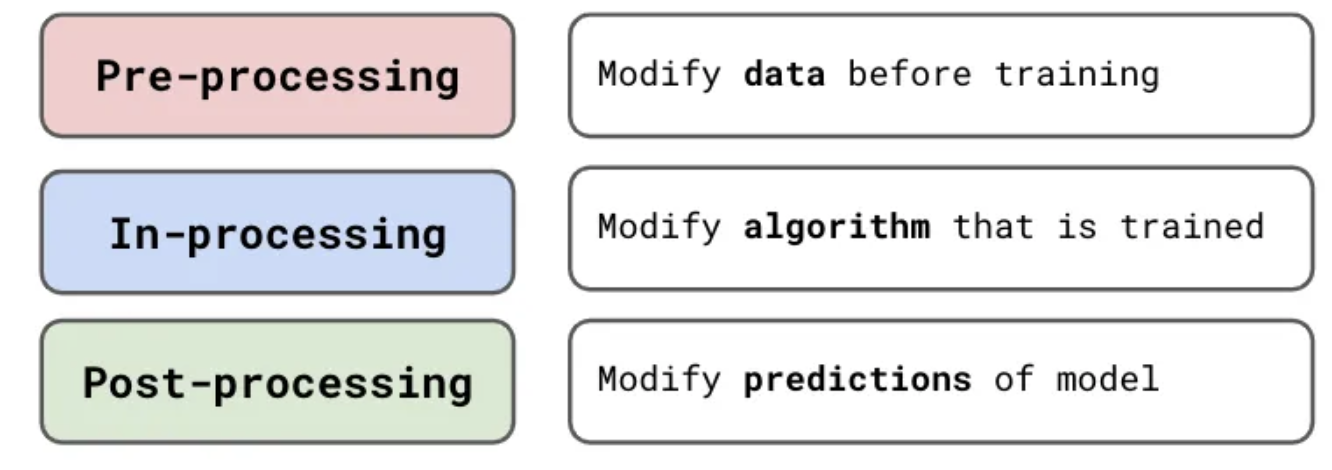 Pre-processing
Modify data before training
In-processing
Modify algorithm that is trained
Post-processing
Modify predictions of model